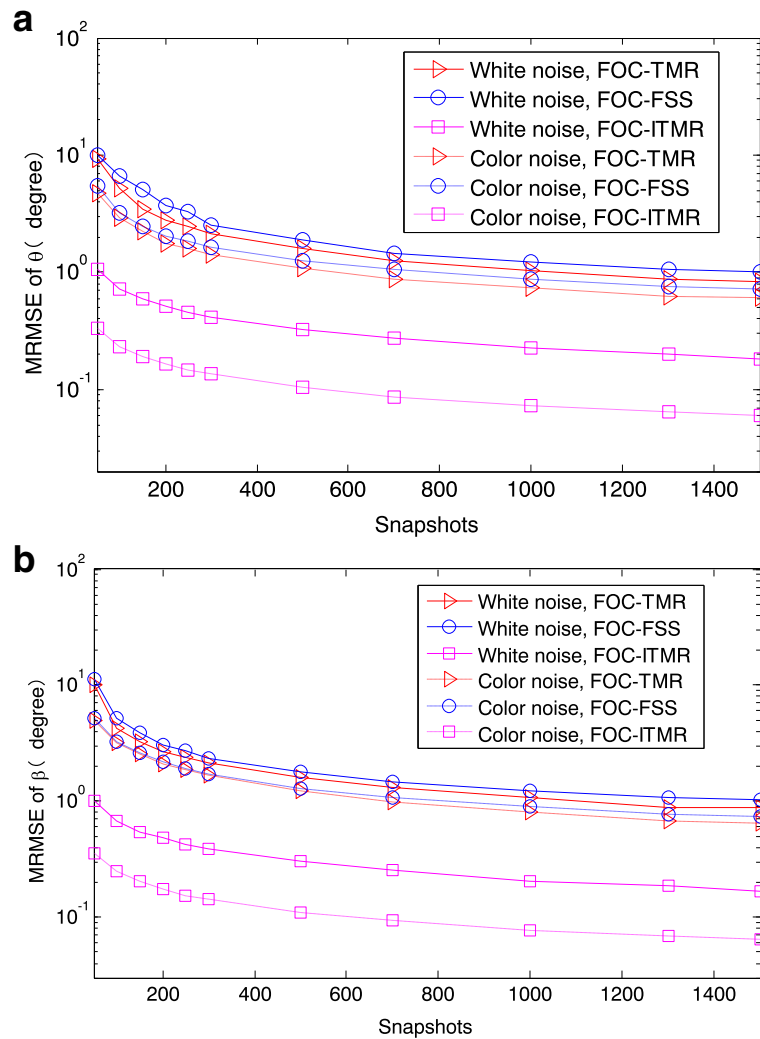 a
10^2
10^1
10^0
10^-1
MRMSE of θ( degree)
White noise, FOC-TMR
White noise, FOC-FSS
White noise, FOC-ITMR
Color noise, FOC-TMR
Color noise, FOC-FSS
Color noise, FOC-ITMR
200 400 600 800 1000 1200 1400
Snapshots
b
10^2
10^1
10^0
10^-1
MRMSE of β( degree)
White noise, FOC-TMR
White noise, FOC-FSS
White noise, FOC-ITMR
Color noise, FOC-TMR
Color noise, FOC-FSS
Color noise, FOC-ITMR
200 400 600 800 1000 1200 1400
Snapshots